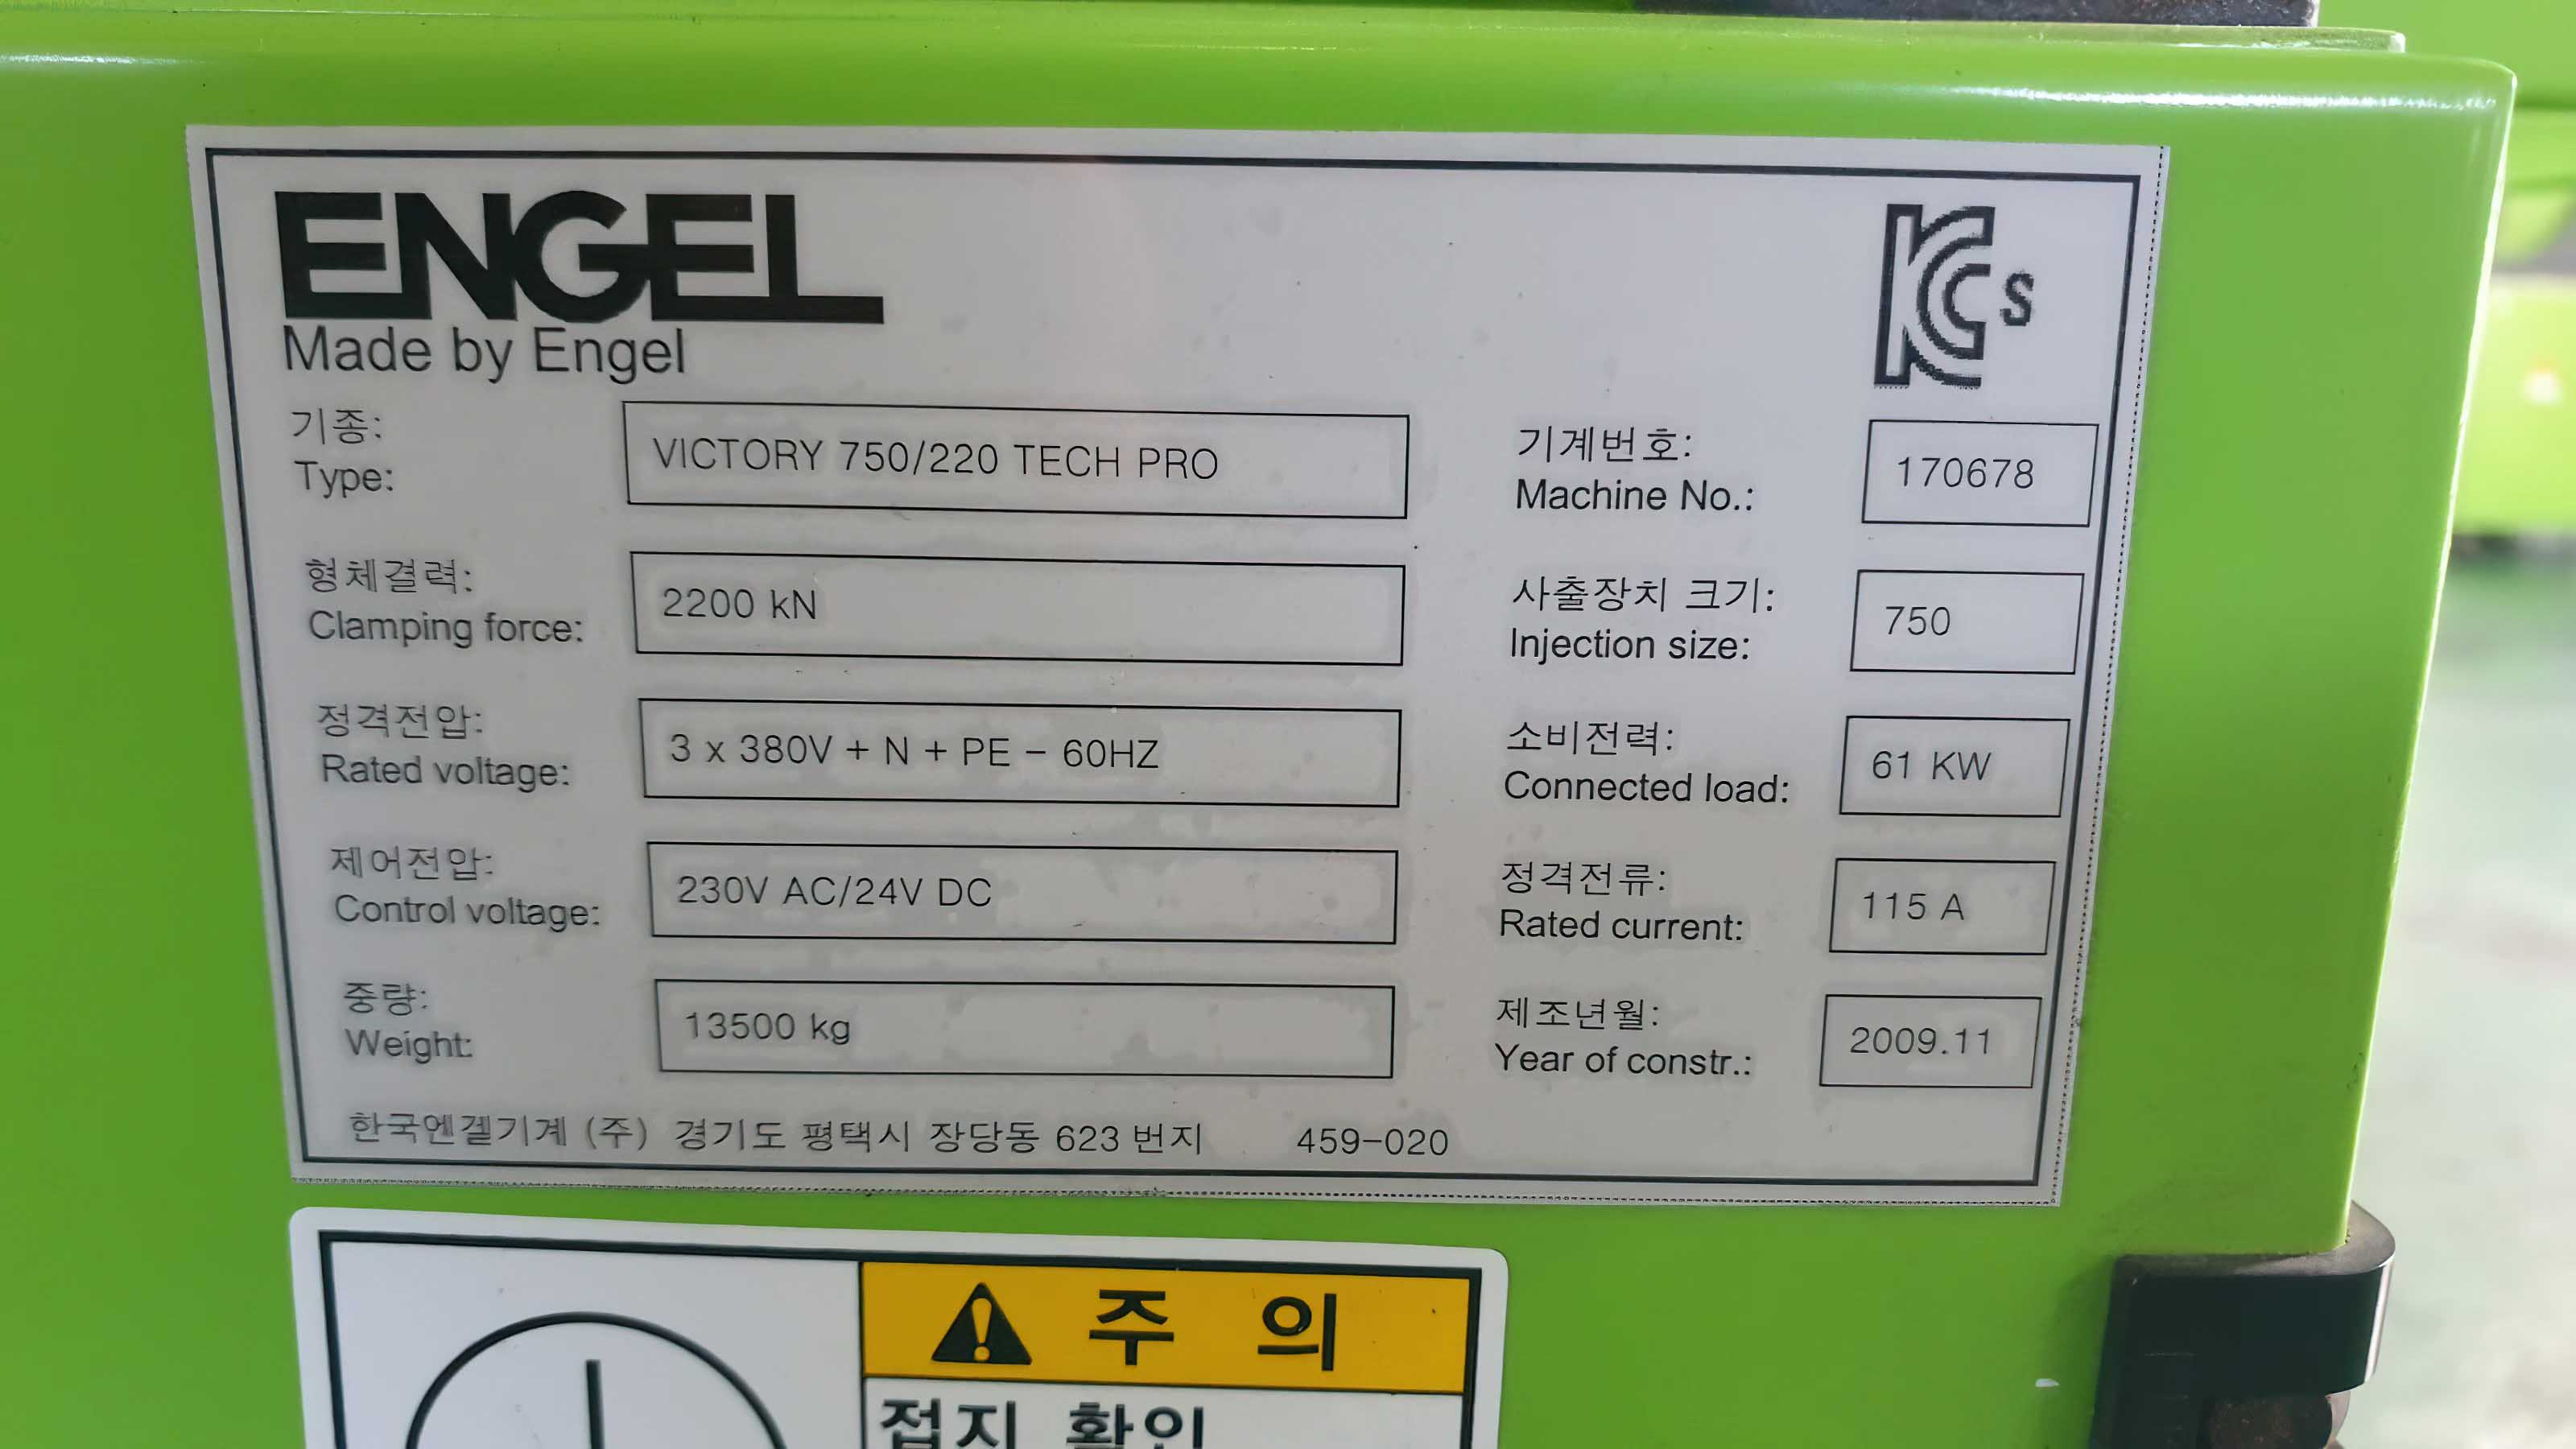 ENGEL
Made by Engel
KCs
기종:
Type:
VICTORY 750/220 TECH PRO
기계번호:
Machine No.:
170678
형체결력:
Clamping force:
2200 kN
사출장치 크기:
Injection size:
750
정격전압:
Rated voltage:
3 x 380V + N + PE - 60HZ
소비전력:
Connected load:
61 KW
제어전압:
Control voltage:
230V AC/24V DC
정격전류:
Rated current:
115 A
중량:
Weight:
13500 kg
제조년월:
Year of constr.:
2009.11
한국엔겔기계 (주) 경기도 평택시 장당동 623 번지 459-020
주 의
접지 확인